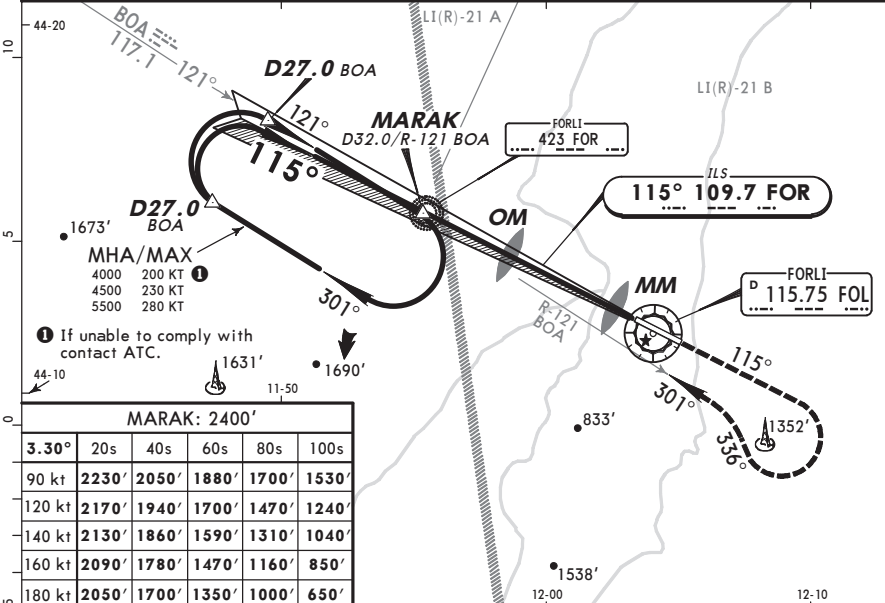 44-20
LI(R)-21 A
BOA
117.1
121°
10
D27.0 BOA
121°
MARAK
D32.0/R-121 BOA
LI(R)-21 B
FORLI
423 FOR
115°
ILS
115° 109.7 FOR
D27.0
BOA
OM
1673'
5
MHA/MAX
4000 200 KT 1
4500 230 KT
5500 280 KT
MM
FORLI
D 115.75 FOL
301°
R-121
BOA
1 If unable to comply with
contact ATC.
115°
1631'
1690'
44-10
11-50
301°
1352'
833'
336°
0
MARAK: 2400'
3.30° 20s 40s 60s 80s 100s
90 kt 2230' 2050' 1880' 1700' 1530'
120 kt 2170' 1940' 1700' 1470' 1240'
140 kt 2130' 1860' 1590' 1310' 1040'
160 kt 2090' 1780' 1470' 1160' 850'
180 kt 2050' 1700' 1350' 1000' 650'
1538'
5
12-00
12-10